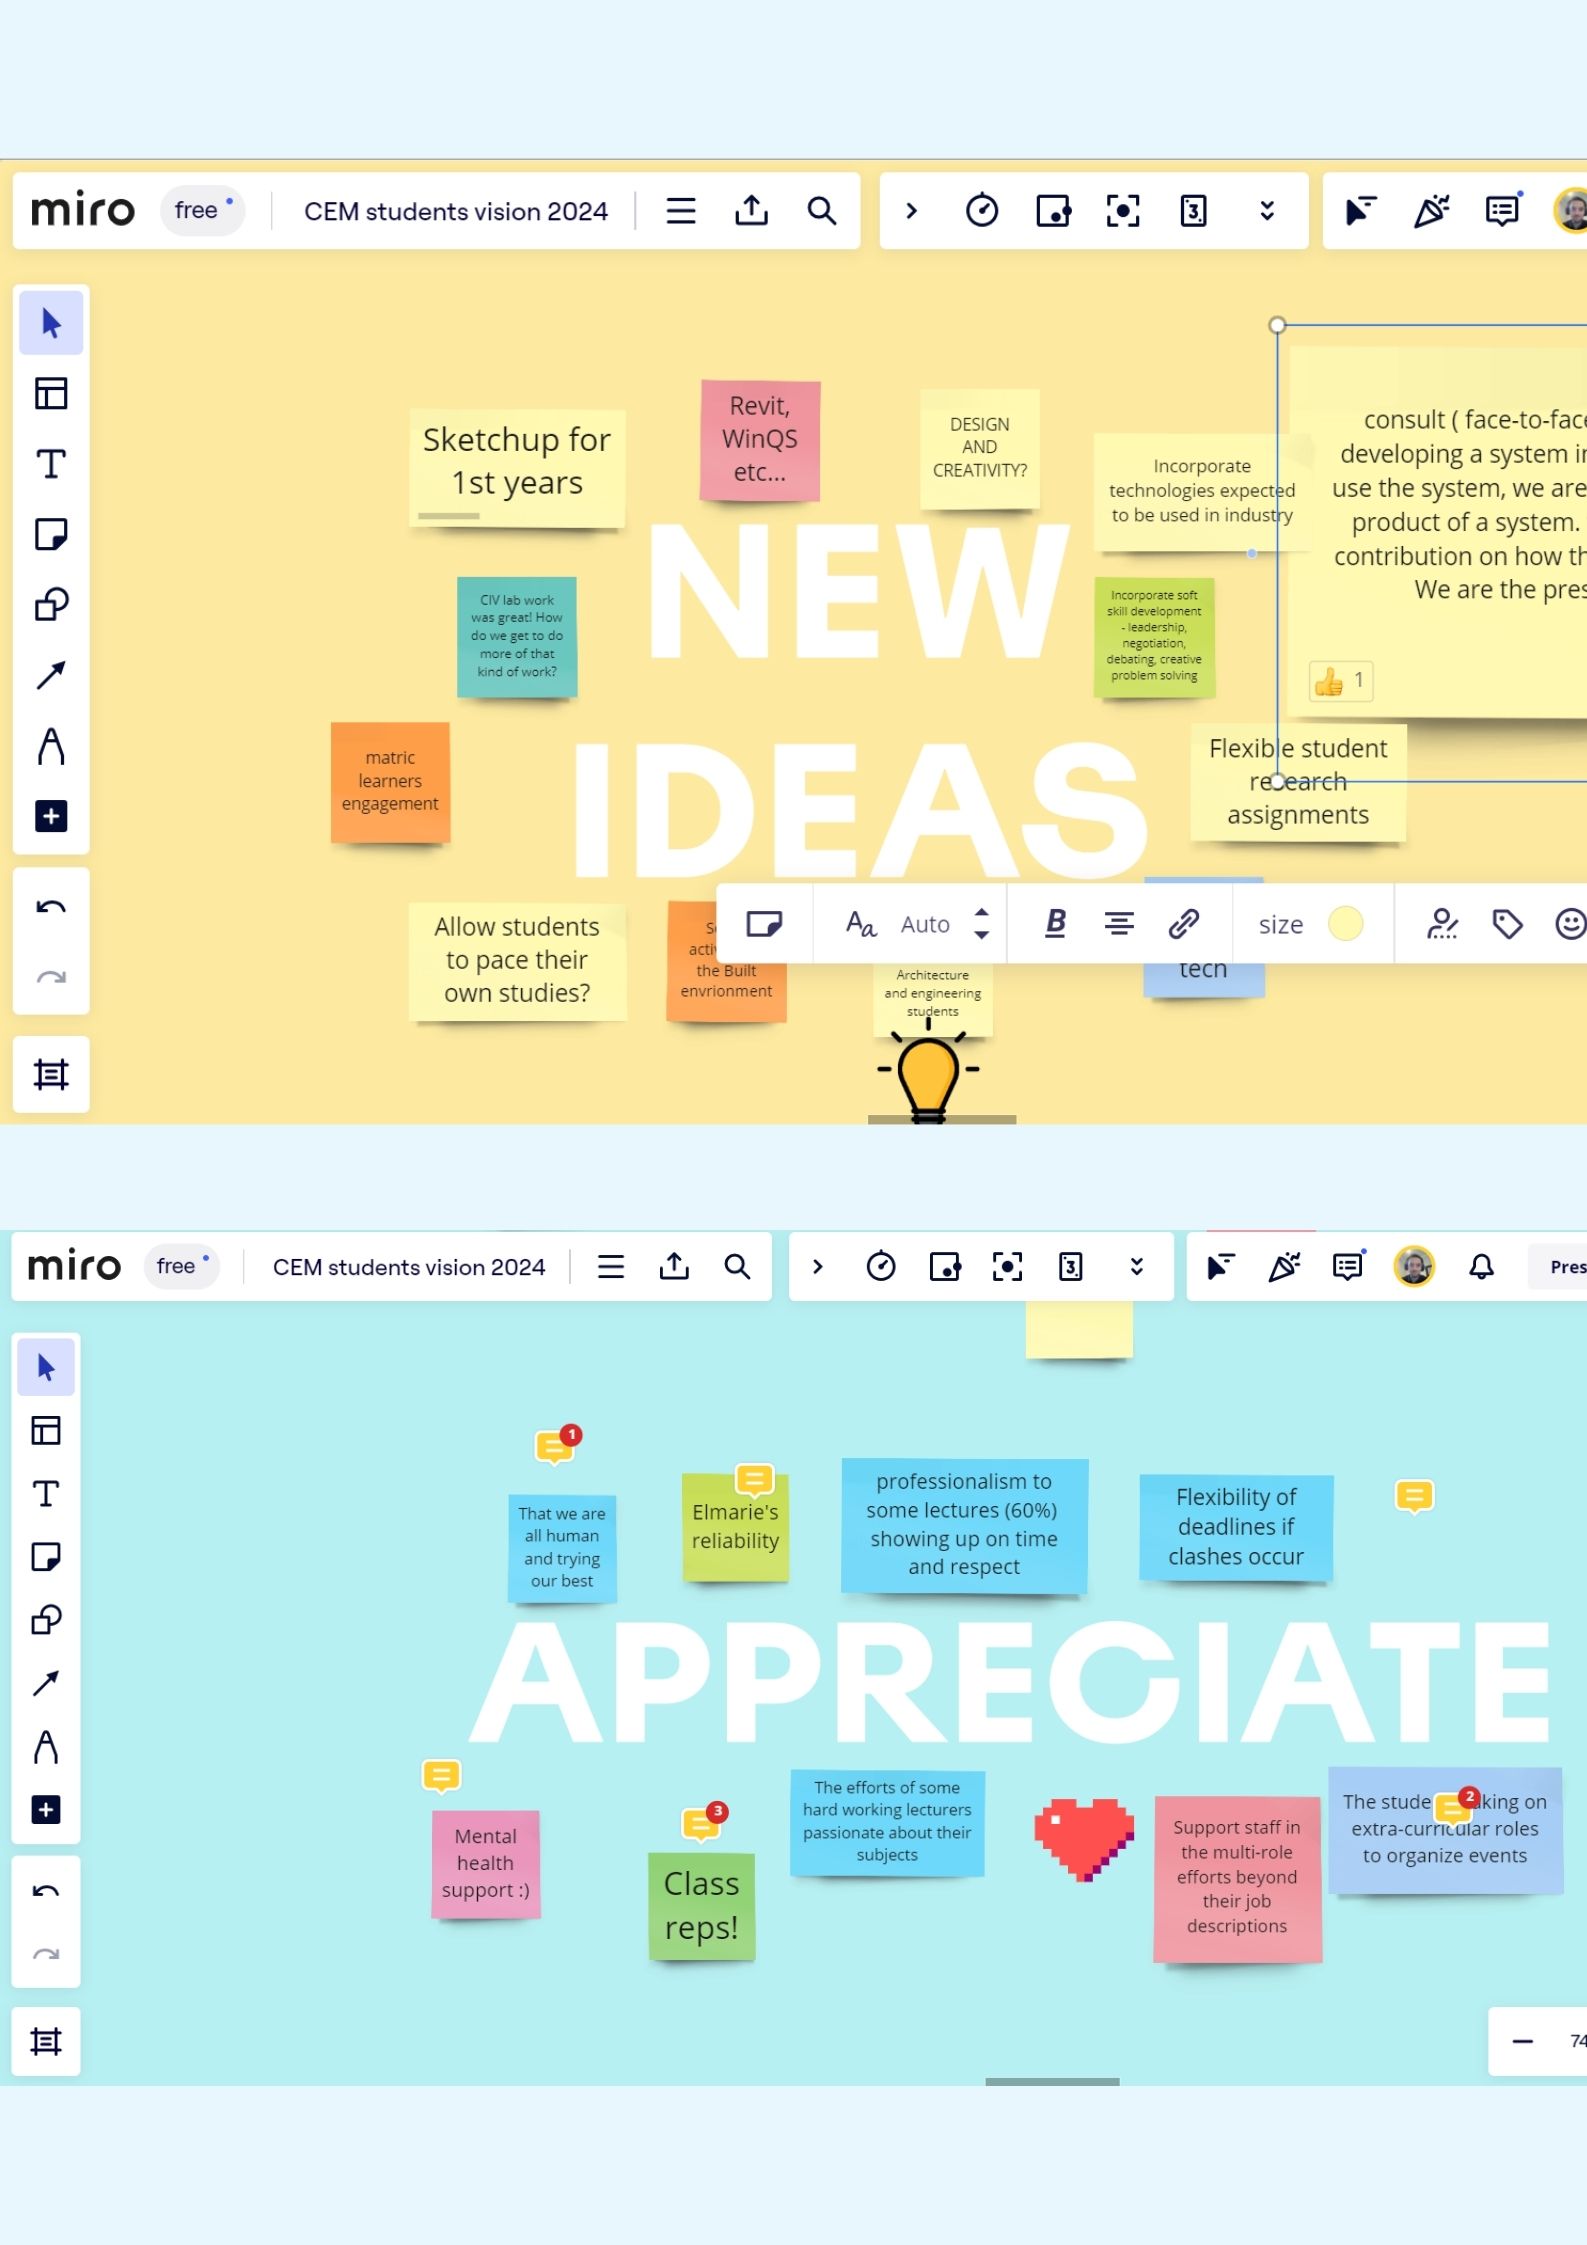 miro
free
CEM students vision 2024
3
Sketchup for
1st years
Revit,
WinQS
etc...
DESIGN
AND
CREATIVITY?
Incorporate
technologies expected
to be used in industry
consult ( face-to-face
developing a system
use the system, we are
product of a system.
contribution on how
We are the
1
NEW
IDEAS
CIV lab work
was great! How
do we get to do
more of that
kind of work?
Incorporate soft
skill development
- leadership,
negotiation,
debating, creative
problem solving
matric
learners
engagement
Flexible student
research
assignments
Allow students
to pace their
own studies?
the Built
envrionment
Aa
Auto
B
size
Architecture
and engineering
students
tech
miro
free
CEM students vision 2024
3
1
That we are
all human
and trying
our best
Elmarie's
reliability
professionalism to
some lectures (60%)
showing up on time
and respect
Flexibility of
deadlines if
clashes occur
APPRECIATE
Mental
health
support :)
3
Class
reps!
The efforts of some
hard working lecturers
passionate about their
subjects
Support staff in
the multi-role
efforts beyond
their job
descriptions
2
The on
extra-curricular roles
to organize events
74